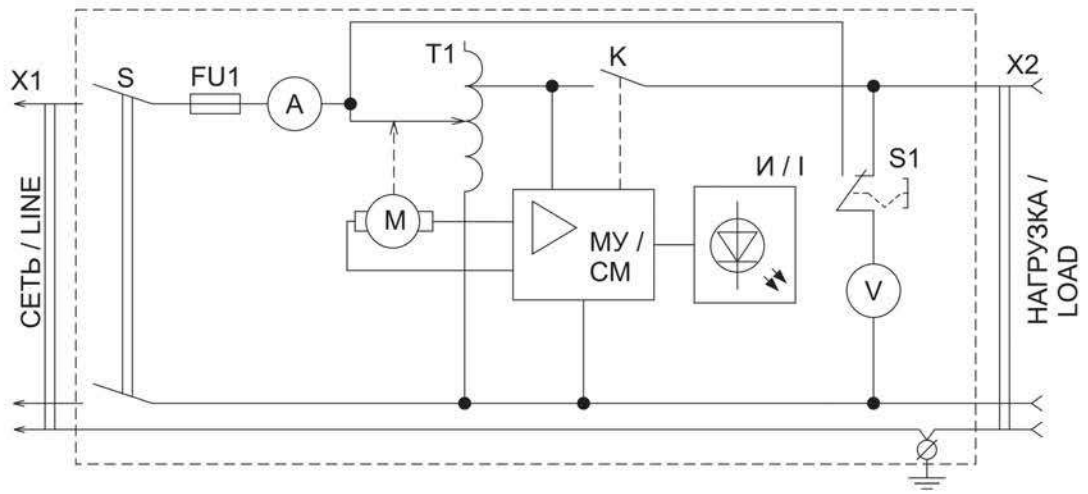 X1
S
FU1
A
T1
K
X2
СЕТЬ / LINE
M
МУ /
СМ
И / I
S1
V
НАГРУЗКА /
LOAD